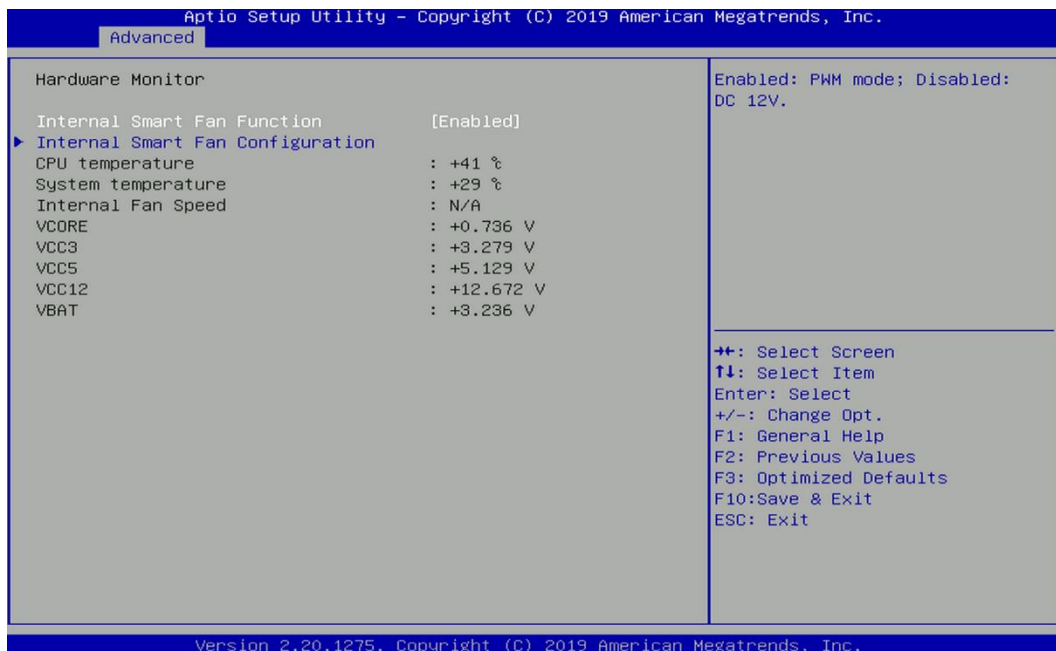 Aptio Setup Utility – Copyright (C) 2019 American Megatrends, Inc.
Advanced
Hardware Monitor
Internal Smart Fan Function [Enabled]
Internal Smart Fan Configuration
CPU temperature : +41 ℃
System temperature : +29 ℃
Internal Fan Speed : N/A
VCORE : +0.736 V
VCC3 : +3.279 V
VCC5 : +5.129 V
VCC12 : +12.672 V
VBAT : +3.236 V
Enabled: PWM mode; Disabled:
DC 12V.
→←: Select Screen
↑↓: Select Item
Enter: Select
+/-: Change Opt.
F1: General Help
F2: Previous Values
F3: Optimized Defaults
F10:Save & Exit
ESC: Exit
Version 2.20.1275. Copyright (C) 2019 American Megatrends, Inc.